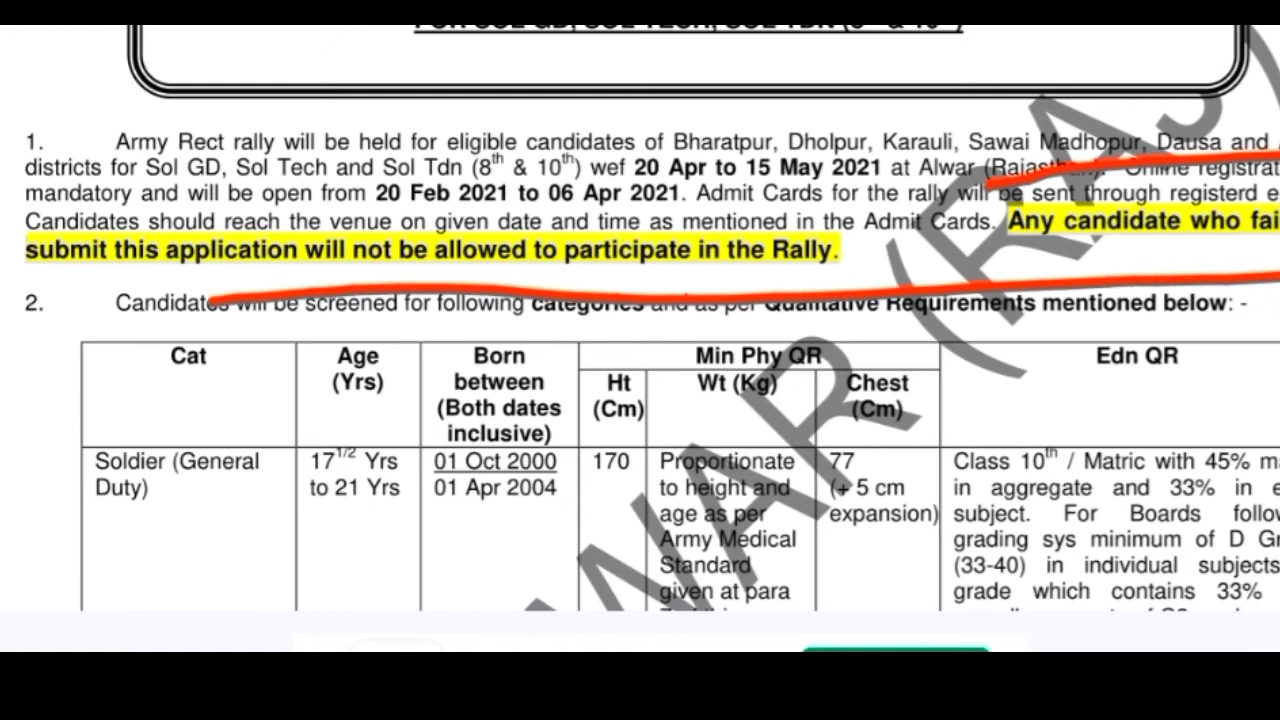 1. Army Rect rally will be held for eligible candidates of Bharatpur, Dholpur, Karauli, Sawai Madhopur, Dausa and
districts for Sol GD, Sol Tech and Sol Tdn (8th & 10th) wef 20 Apr to 15 May 2021 at Alwar (Rajasthan). Online
mandatory and will be open from 20 Feb 2021 to 06 Apr 2021. Admit Cards for the rally will be sent through registerd
Candidates should reach the venue on given date and time as mentioned in the Admit Cards. Any candidate who
submit this application will not be allowed to participate in the Rally.
2. Candidates will be screened for following categories and as per Qualitative Requirements mentioned below: -
Cat
Age
(Yrs)
Born
between
(Both dates
inclusive)
Min Phy QR
Ht
(Cm)
Wt (Kg)
Chest
(Cm)
Edn QR
Soldier (General
Duty)
17 1/2 Yrs
to 21 Yrs
01 Oct 2000
01 Apr 2004
170
Proportionate
to height and
age as per
Army Medical
Standard
given at para
77
(+ 5 cm
expansion)
Class 10th / Matric with 45%
in aggregate and 33% in
subject. For Boards
grading sys minimum of D
(33-40) in individual subjects
grade which contains 33%